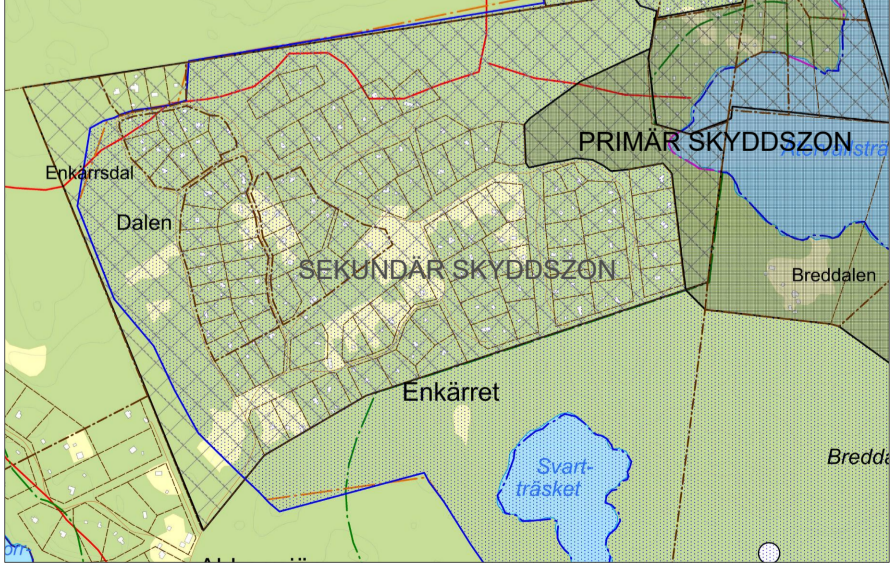 PRIMÄR SKYDDSZON
Enkärrsdal
Dalen
SEKUNDÄR SKYDDSZON
Breddalen
Enkärret
Svart-
träsket